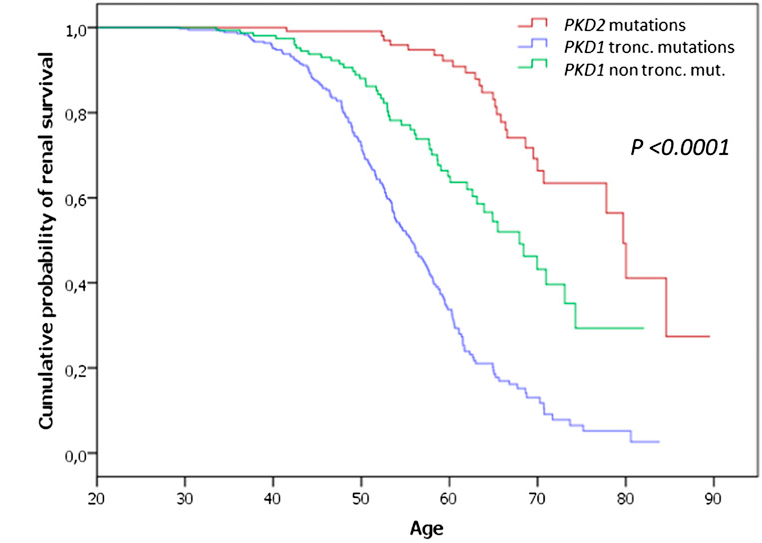 Cumulative probability of renal survival
1,0
0,8
0,6
0,4
0,2
0,0
PKD2 mutations
PKD1 tronc. mutations
PKD1 non tronc. mut.
P <0.0001
20 30 40 50 60 70 80 90
Age